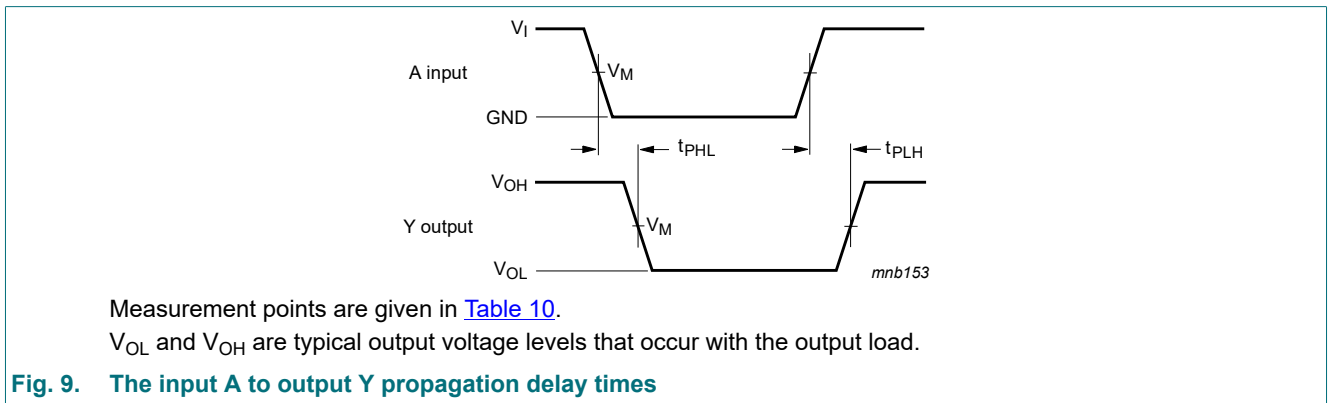 VI
A input
VM
GND
tPHL
tPLH
VOH
Y output
VM
VOL
mnb153
Measurement points are given in Table 10.
VOL and VOH are typical output voltage levels that occur with the output load.
Fig. 9. The input A to output Y propagation delay times